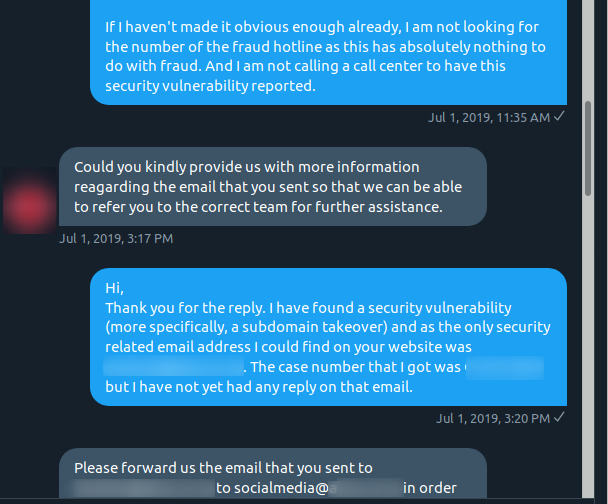 If I haven't made it obvious enough already, I am not looking for
the number of the fraud hotline as this has absolutely nothing to
do with fraud. And I am not calling a call center to have this
security vulnerability reported.
Jul 1, 2019, 11:35 AM ✓
Could you kindly provide us with more information
reagarding the email that you sent so that we can be able
to refer you to the correct team for further assistance.
Jul 1, 2019, 3:17 PM
Hi,
Thank you for the reply. I have found a security vulnerability
(more specifically, a subdomain takeover) and as the only security
related email address I could find on your website was
. The case number that I got was
but I have not yet had any reply on that email.
Jul 1, 2019, 3:20 PM ✓
Please forward us the email that you sent to
to socialmedia@ in order